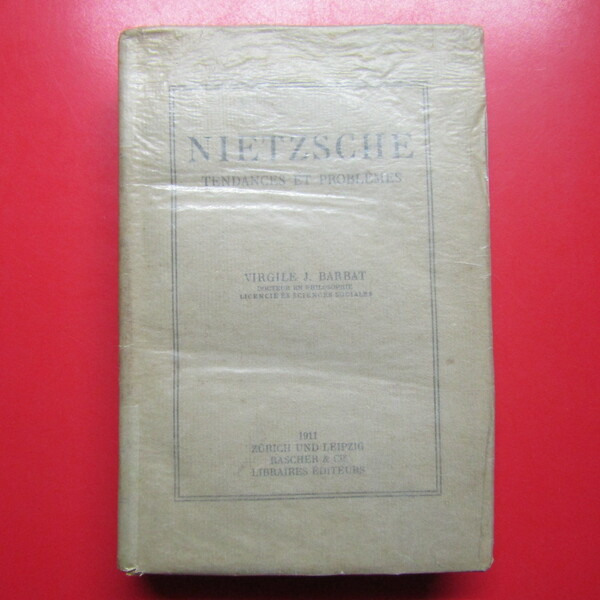 NIETZSCHE
TENDANCES ET PROBLÈMES
VIRGILE J. BARBAT
DOCTEUR EN PHILOSOPHIE
LICENCIÉ ÈS SCIENCES SOCIALES
1911
ZÜRICH UND LEIPZIG
RASCHER & CIE
LIBRAIRES ÉDITEURS